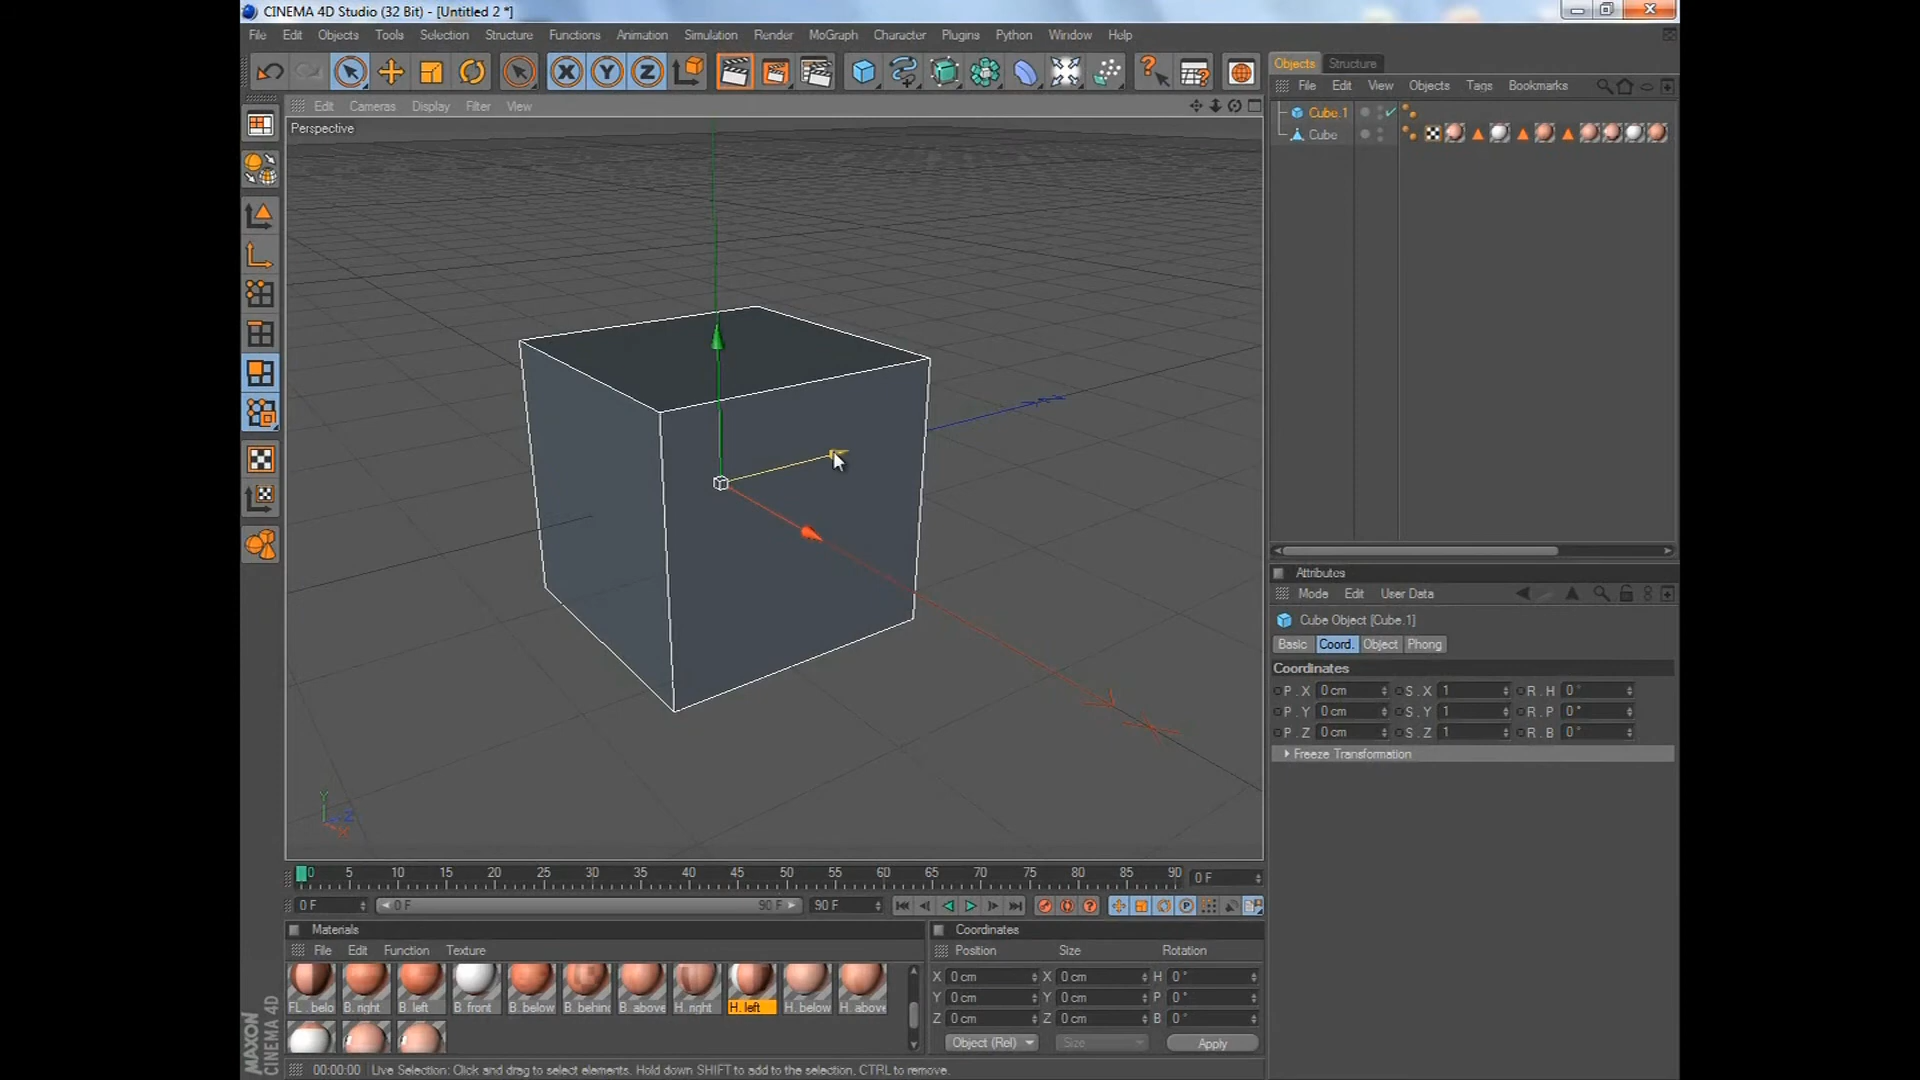 CINEMA 4D Studio (32 Bit) - [Untitled 2 *]
File Edit Objects Tools Selection Structure Functions Animation Simulation Render MoGraph Character Plugins Python Window Help
X Y Z
Edit Cameras Display Filter View
Perspective
Objects Structure
File Edit View Objects Tags Bookmarks
Cube.1
Cube
Attributes
Mode Edit User Data
Cube Object [Cube.1]
Basic Coord. Object Phong
Coordinates
P . X 0 cm S . X 1 R . H 0 °
P . Y 0 cm S . Y 1 R . P 0 °
P . Z 0 cm S . Z 1 R . B 0 °
Freeze Transformation
Y
Z
X
0 5 10 15 20 25 30 35 40 45 50 55 60 65 70 75 80 85 90 0 F
0 F 0 F 90 F 90 F
Materials
File Edit Function Texture
FL . belo B. right B. left B. front B. below B. behind B. above H. right H. left H. below H. above
Coordinates
Position Size Rotation
X 0 cm X 0 cm H 0 °
Y 0 cm Y 0 cm P 0 °
Z 0 cm Z 0 cm B 0 °
Object (Rel) Size Apply
MAXON
CINEMA 4D
00:00:00 Live Selection: Click and drag to select elements. Hold down SHIFT to add to the selection, CTRL to remove.